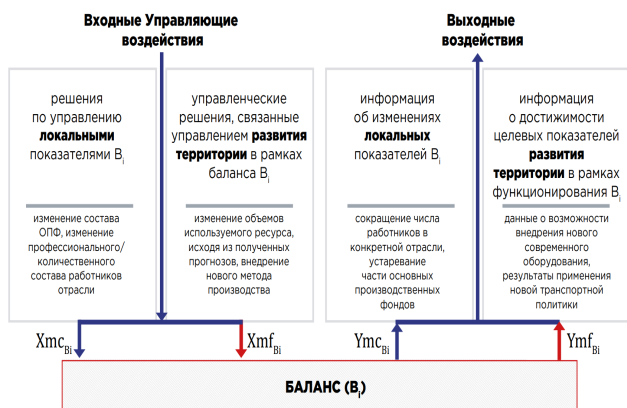 Входные Управляющие
воздействия
Выходные
воздействия
решения
по управлению
локальными
показателями Bi
изменение состава
ОПФ, изменение
профессионального/
количественного
состава работников
отрасли
управленческие
решения, связанные
управлением развития
территории в рамках
баланса Bi
изменение объемов
используемого ресурса,
исходя из полученных
прогнозов, внедрение
нового метода
производства
информация
об изменениях
локальных
показателей Bi
сокращение числа
работников в
конкретной отрасли,
устаревание
части основных
производственных
фондов
информация
о достижимости
целевых показателей
развития
территории в рамках
функционирования Bi
данные о возможности
внедрения нового
современного
оборудования,
результаты применения
новой транспортной
политики
XmcBi
XmfBi
YmcBi
YmfBi
БАЛАНС (Bi)